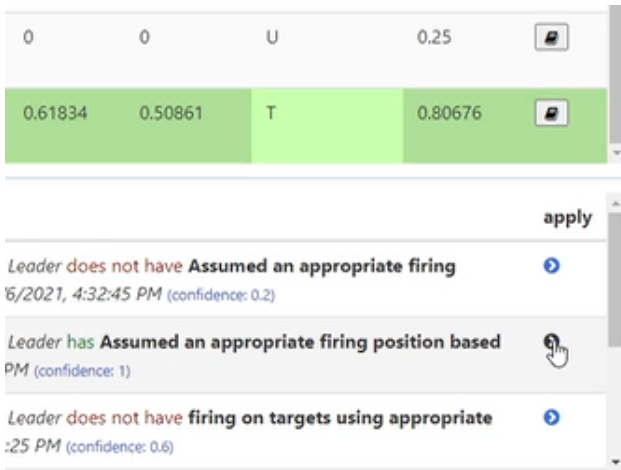 0 0 U 0.25
0.61834 0.50861 T 0.80676
apply
Leader does not have Assumed an appropriate firing
6/2021, 4:32:45 PM (confidence: 0.2)
Leader has Assumed an appropriate firing position based
PM (confidence: 1)
Leader does not have firing on targets using appropriate
:25 PM (confidence: 0.6)